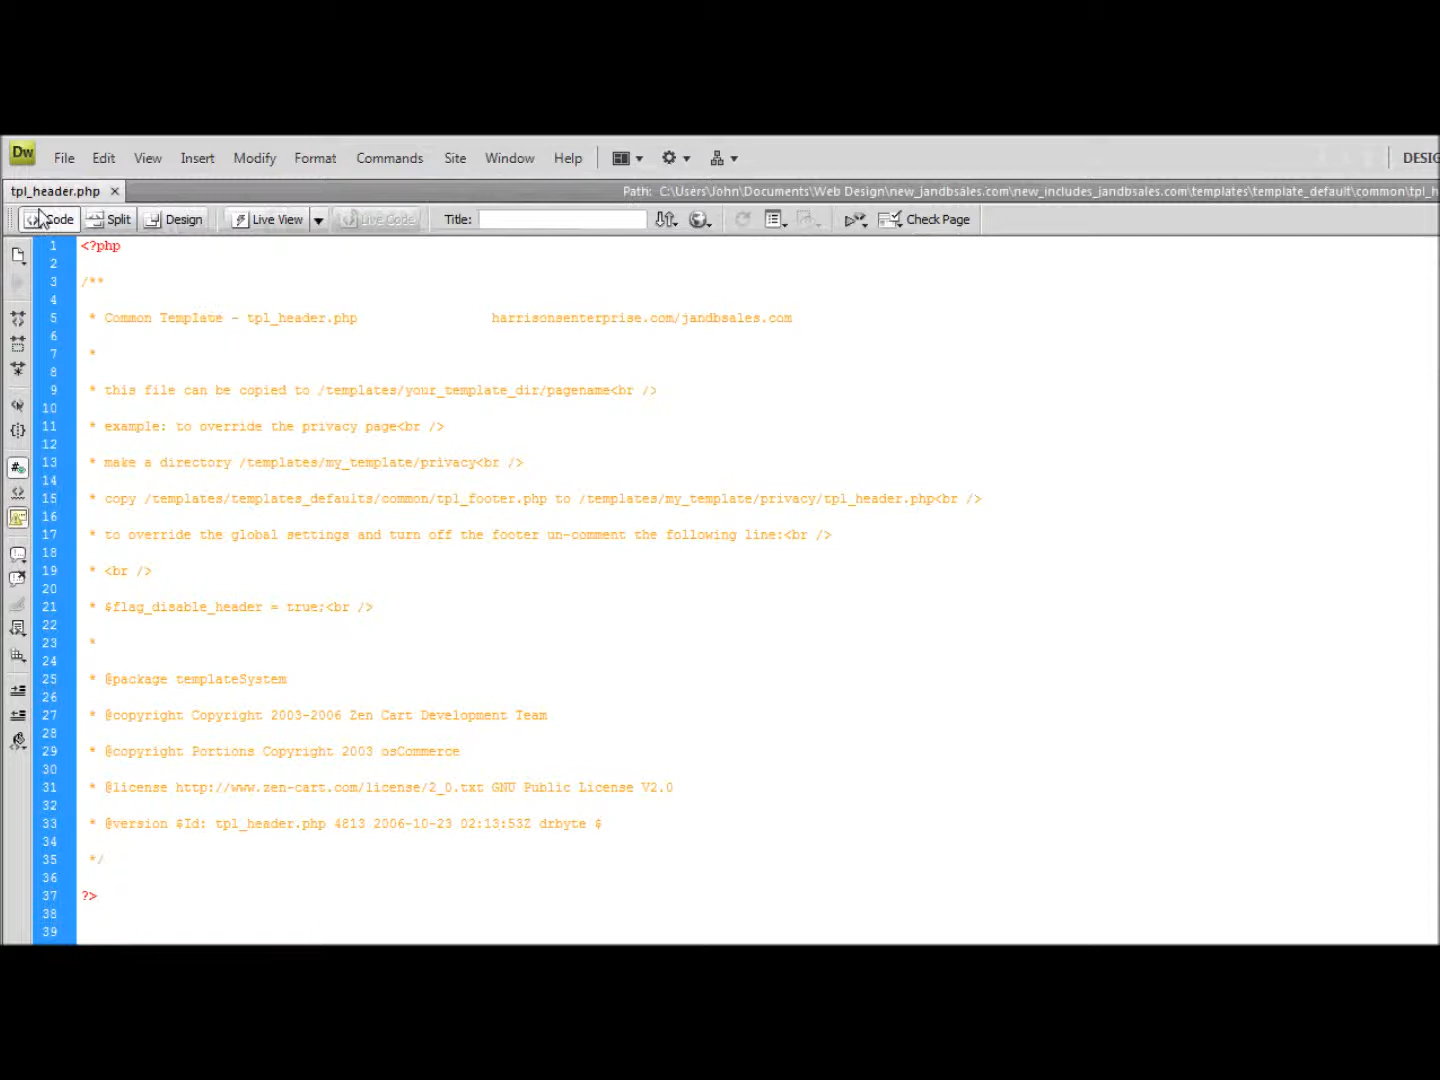 Dw File Edit View Insert Modify Format Commands Site Window Help DESIG
tpl_header.php × Path: C:\Users\John\Documents\Web Design\new_jandbsales.com\new_includes_jandbsales.com\templates\template_default\common\tpl_h
Code Split Design Live View Live Code Title: Check Page
1 <?php
2
3 /**
4
5 * Common Template - tpl_header.php harrisonsenterprise.com/jandbsales.com
6
7 *
8
9 * this file can be copied to /templates/your_template_dir/pagename<br />
10
11 * example: to override the privacy page<br />
12
13 * make a directory /templates/my_template/privacy<br />
14
15 * copy /templates/templates_defaults/common/tpl_footer.php to /templates/my_template/privacy/tpl_header.php<br />
16
17 * to override the global settings and turn off the footer un-comment the following line:<br />
18
19 * <br />
20
21 * $flag_disable_header = true;<br />
22
23 *
24
25 * @package templateSystem
26
27 * @copyright Copyright 2003-2006 Zen Cart Development Team
28
29 * @copyright Portions Copyright 2003 osCommerce
30
31 * @license http://www.zen-cart.com/license/2_0.txt GNU Public License V2.0
32
33 * @version $Id: tpl_header.php 4813 2006-10-23 02:13:53Z drbyte $
34
35 */
36
37 ?>
38
39